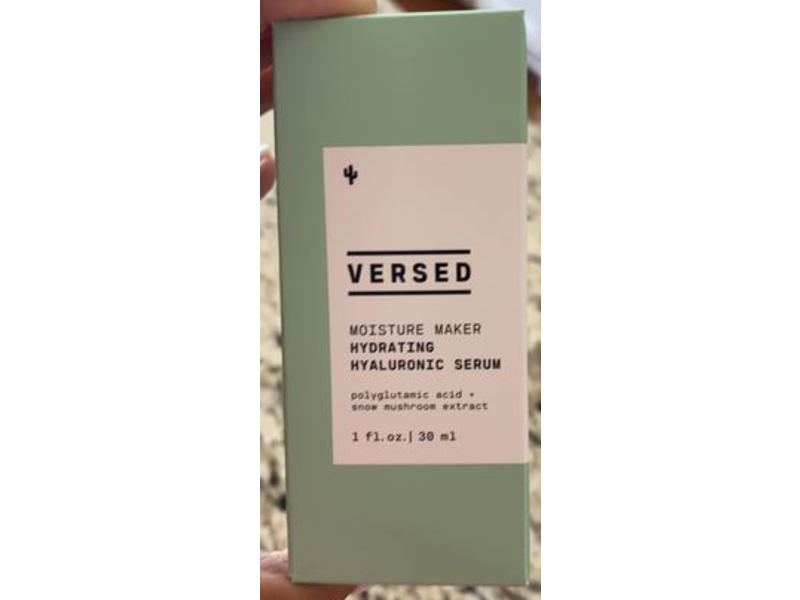 VERSED
MOISTURE MAKER
HYDRATING
HYALURONIC SERUM
polyglutamic acid +
snow mushroom extract
1 fl.oz.| 30 ml